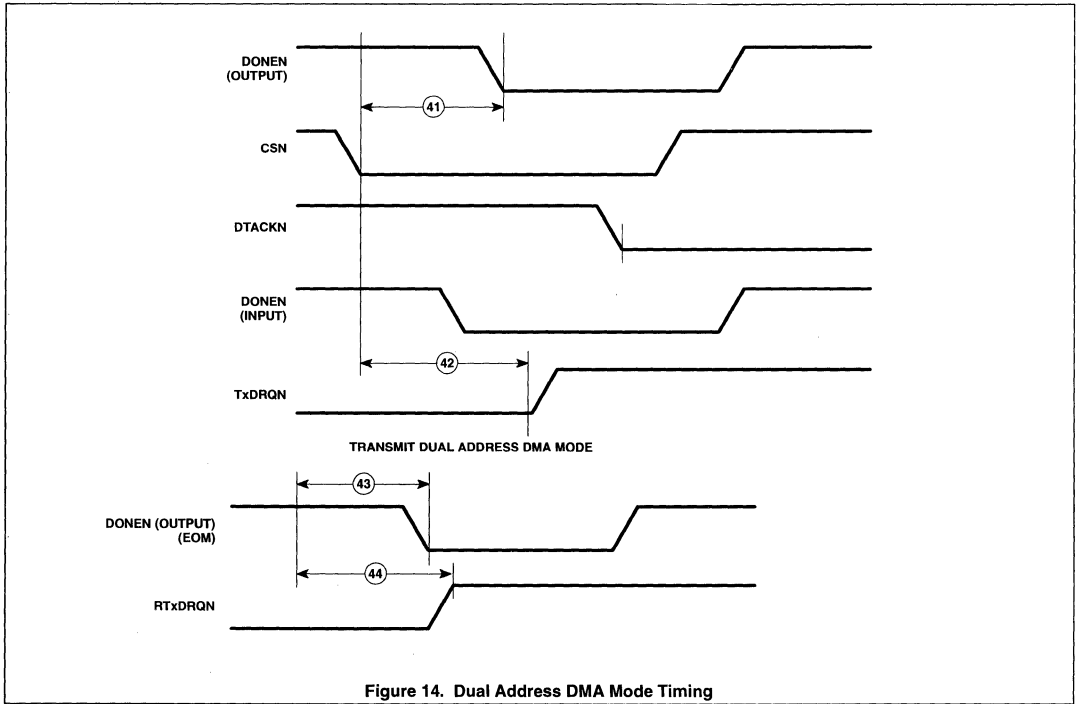 DONEN
(OUTPUT)
41
CSN
DTACKN
DONEN
(INPUT)
42
TxDRQN
TRANSMIT DUAL ADDRESS DMA MODE
43
DONEN (OUTPUT)
(EOM)
44
RTxDRQN
Figure 14. Dual Address DMA Mode Timing